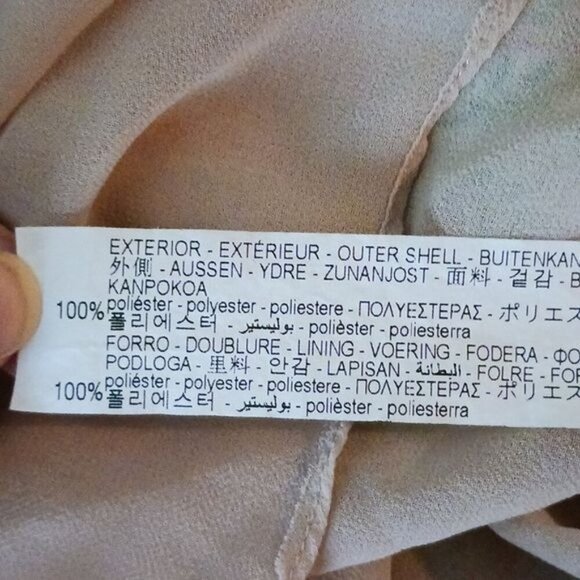 EXTERIOR - EXTÉRIEUR - OUTER SHELL - BUITENKAN
外側 - AUSSEN - YDRE - ZUNANJOST - 面料 - 겉감 - B
KANPOKOA
100% poliéster - polyester - poliestere - ΠΟΛΥΕΣΤΕΡΑΣ - ポリエス
폴리에스터 - بوليستير - polièster - poliesterra
FORRO - DOUBLURE - LINING - VOERING - FODERA - ΦΟ
PODLOGA - 里料 - 안감 - LAPISAN - البطانة - FOLRE - FOR
100% poliéster - polyester - poliestere - ΠΟΛΥΕΣΤΕΡΑΣ - ポリエス
폴리에스터 - بوليستير - polièster - poliesterra